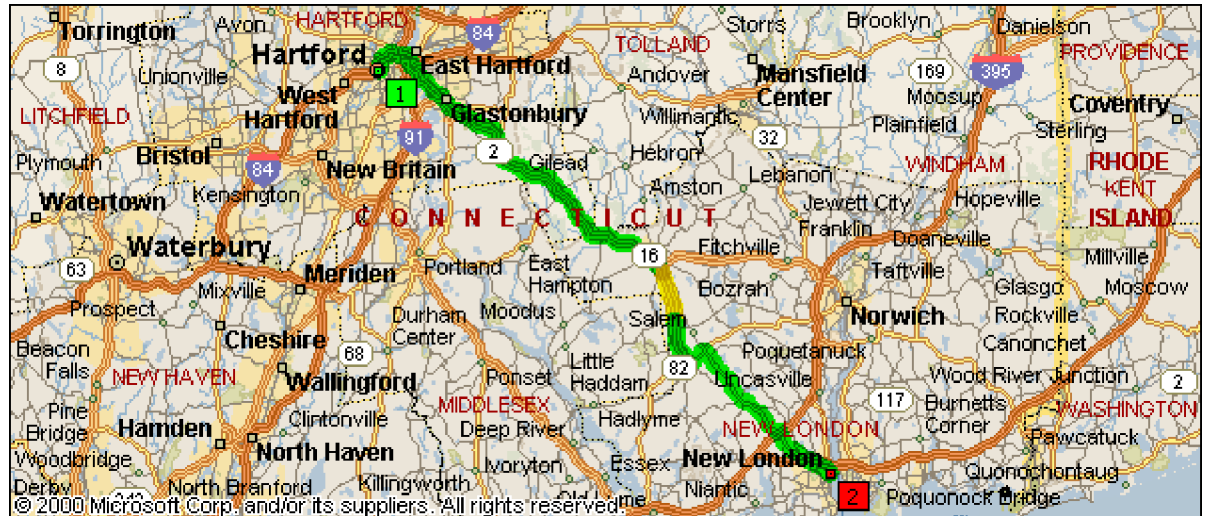 HARTFORD
Torrington
Avon
84
Storrs
Brooklyn
Danielson
Hartford
TOLLAND
PROVIDENCE
8
Unionville
East Hartford
Andover
Mansfield
Center
169
395
West
Hartford
1
Glastonbury
Moosup
Coventry
LITCHFIELD
Willimantic
Plainfield
Sterling
91
32
Plymouth
Bristol
2
Gilead
Hebron
WINDHAM
RHODE
ISLAND
84
New Britain
Lebanon
KENT
Kensington
Amston
Jewett City
Hopeville
Watertown
CONNECTICUT
Franklin
Doaneville
Waterbury
16
Fitchville
Millville
63
Meriden
Portland
East
Hampton
Taftville
Mixville
Bozrah
Glasgo
Moscow
Prospect
Durham
Center
Moodus
Salem
Norwich
Rockville
Cheshire
Canonchet
Beacon
Falls
68
Little
Haddam
82
Poquetanuck
NEW HAVEN
Wallingford
Ponset
Lincasville
Wood River Junction
2
Pine
Bridge
Clintonville
MIDDLESEX
Hadlyme
117
Burnetts
Corner
WASHINGTON
Hamden
Deep River
NEW LONDON
Pawcatuck
Woodbridge
North Haven
Ivoryton
Essex
New London
Quonochontaug
Derby
North Branford
Killingworth
Old Lyme
Niantic
2
Poquonock Bridge
© 2000 Microsoft Corp. and/or its suppliers. All rights reserved.